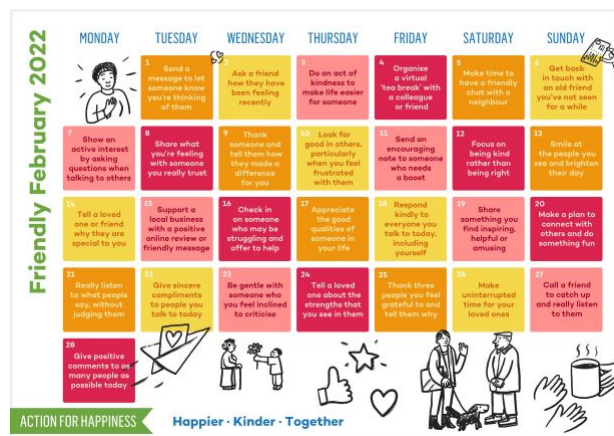 Friendly February 2022
MONDAY TUESDAY WEDNESDAY THURSDAY FRIDAY SATURDAY SUNDAY
1
Send a
message to let
someone know
you're thinking
of them
2
Ask a friend
how they have
been feeling
recently
3
Do an act of
kindness to
make life easier
for someone
4
Organise
a virtual
'tea break' with
a colleague
or friend
5
Make time to
have a friendly
chat with a
neighbour
6
Get back
in touch with
an old friend
you've not seen
for a while
7
Show an
active interest
by asking
questions when
talking to others
8
Share what
you're feeling
with someone
you really trust
9
Thank
someone and
tell them how
they made a
difference
for you
10
Look for
good in others,
particularly
when you feel
frustrated
with them
11
Send an
encouraging
note to someone
who needs
a boost
12
Focus on
being kind
rather than
being right
13
Smile at
the people
you see and
brighten
their day
14
Tell a loved
one or friend
why they are
special to you
15
Support a
local business
with a positive
online review or
friendly message
16
Check in
on someone
who may be
struggling and
offer to help
17
Appreciate
the good
qualities of
someone in
your life
18
Respond
kindly to
everyone you
talk to today,
including
yourself
19
Share
something you
find inspiring,
helpful or
amusing
20
Make a plan to
connect with
others and do
something fun
21
Really listen
to what people
say, without
judging them
22
Give sincere
compliments
to people you
talk to today
23
Be gentle with
someone who
you feel inclined
to criticise
24
Tell a loved
one about the
strengths that
you see in them
25
Thank three
people you feel
grateful to and
tell them why
26
Make
uninterrupted
time for your
loved ones
27
Call a friend
to catch up
and really listen
to them
28
Give positive
comments to as
many people as
possible today
ACTION FOR HAPPINESS
Happier · Kinder · Together